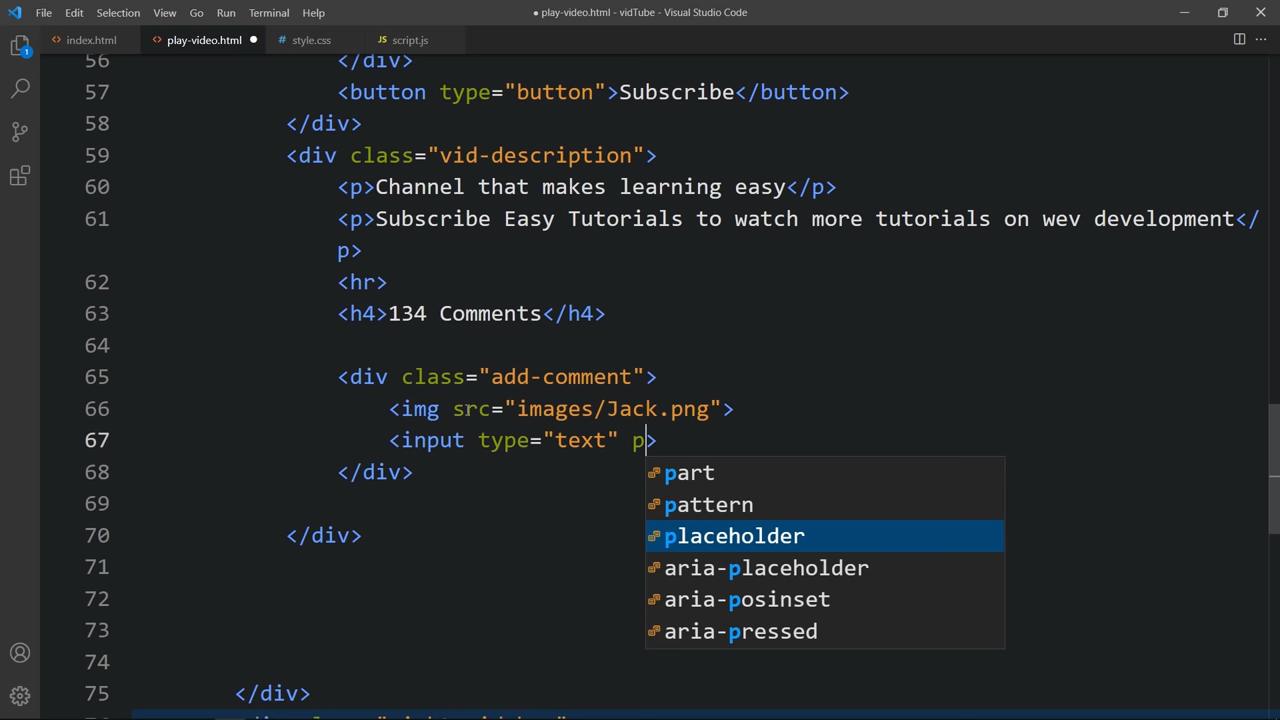 File Edit Selection View Go Run Terminal Help
● play-video.html - vidTube - Visual Studio Code
index.html play-video.html style.css JS script.js
1
56 </div>
57 <button type="button">Subscribe</button>
58 </div>
59 <div class="vid-description">
60 <p>Channel that makes learning easy</p>
61 <p>Subscribe Easy Tutorials to watch more tutorials on wev development</
p>
62 <hr>
63 <h4>134 Comments</h4>
64
65 <div class="add-comment">
66 <img src="images/Jack.png">
67 <input type="text" p>
68 </div>
part
69
pattern
70 </div>
placeholder
71
aria-placeholder
72
aria-posinset
73
aria-pressed
74
75 </div>